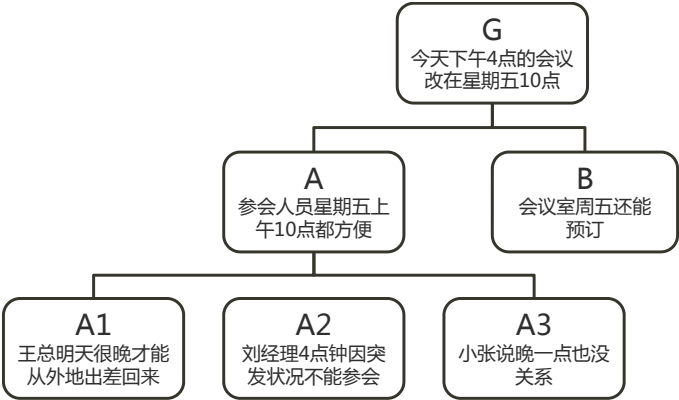 G
今天下午4点的会议
改在星期五10点
A
参会人员星期五上
午10点都方便
B
会议室周五还能
预订
A1
王总明天很晚才能
从外地出差回来
A2
刘经理4点钟因突
发状况不能参会
A3
小张说晚一点也没
关系